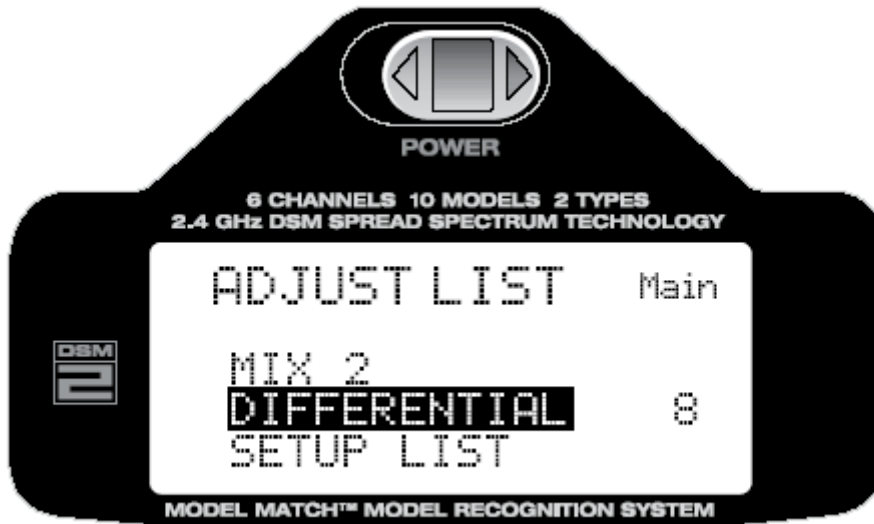 POWER
6 CHANNELS 10 MODELS 2 TYPES
2.4 GHz DSM SPREAD SPECTRUM TECHNOLOGY
ADJUST LIST Main
MIX 2
DIFFERENTIAL 8
SETUP LIST
DSM
2
MODEL MATCH™ MODEL RECOGNITION SYSTEM